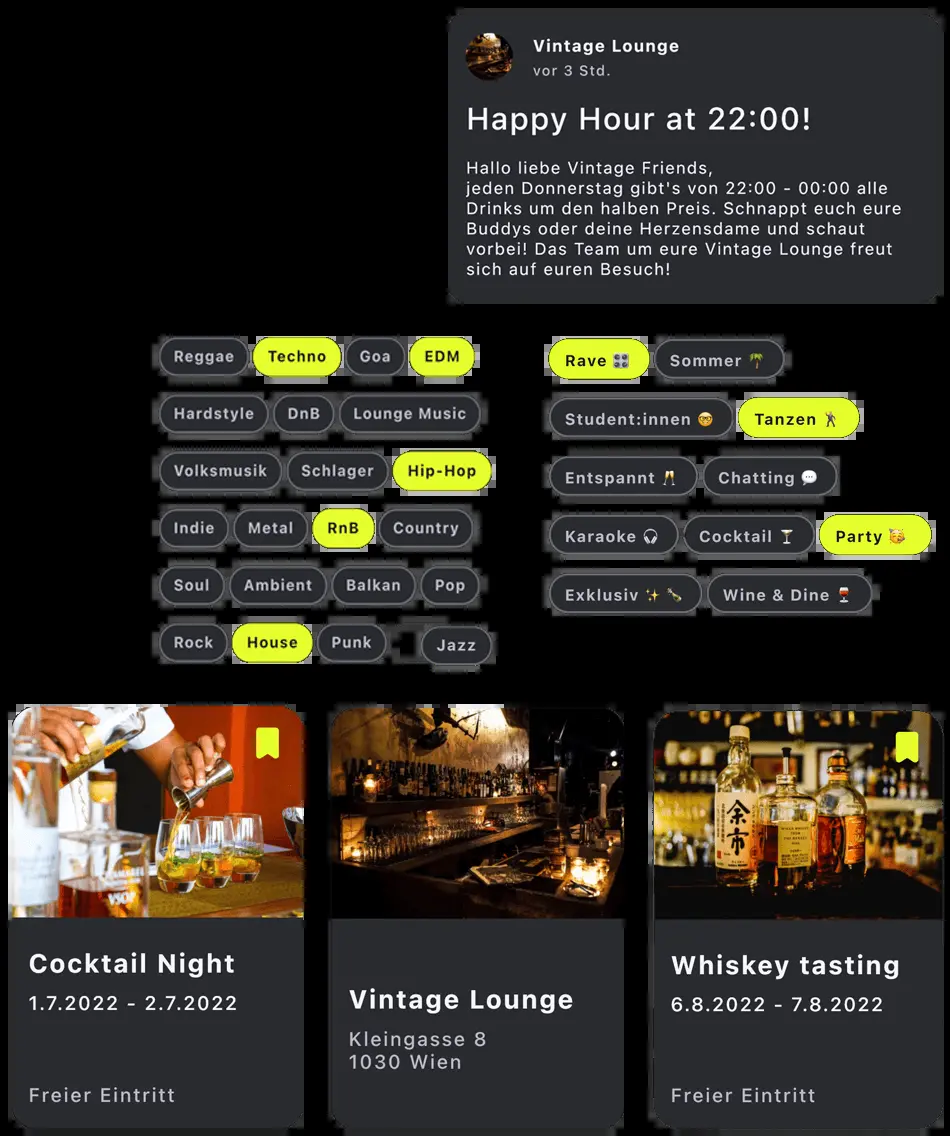 Vintage Lounge
vor 3 Std.
Happy Hour at 22:00!
Hallo liebe Vintage Friends,
jeden Donnerstag gibt's von 22:00 - 00:00 alle
Drinks um den halben Preis. Schnappt euch eure
Buddys oder deine Herzensdame und schaut
vorbei! Das Team um eure Vintage Lounge freut
sich auf euren Besuch!
Reggae Techno Goa EDM
Hardstyle DnB Lounge Music
Volksmusik Schlager Hip-Hop
Indie Metal RnB Country
Soul Ambient Balkan Pop
Rock House Punk Jazz
Rave 🎛️ Sommer 🌴
Student:innen 🤓 Tanzen 🕺
Entspannt 🥂 Chatting 💬
Karaoke 🎧 Cocktail 🍸 Party 🥳
Exklusiv ✨ 🍾 Wine & Dine 🍷
VSOP
Cocktail Night
1.7.2022 - 2.7.2022
Freier Eintritt
Vintage Lounge
Kleingasse 8
1030 Wien
余市
Whiskey tasting
6.8.2022 - 7.8.2022
Freier Eintritt